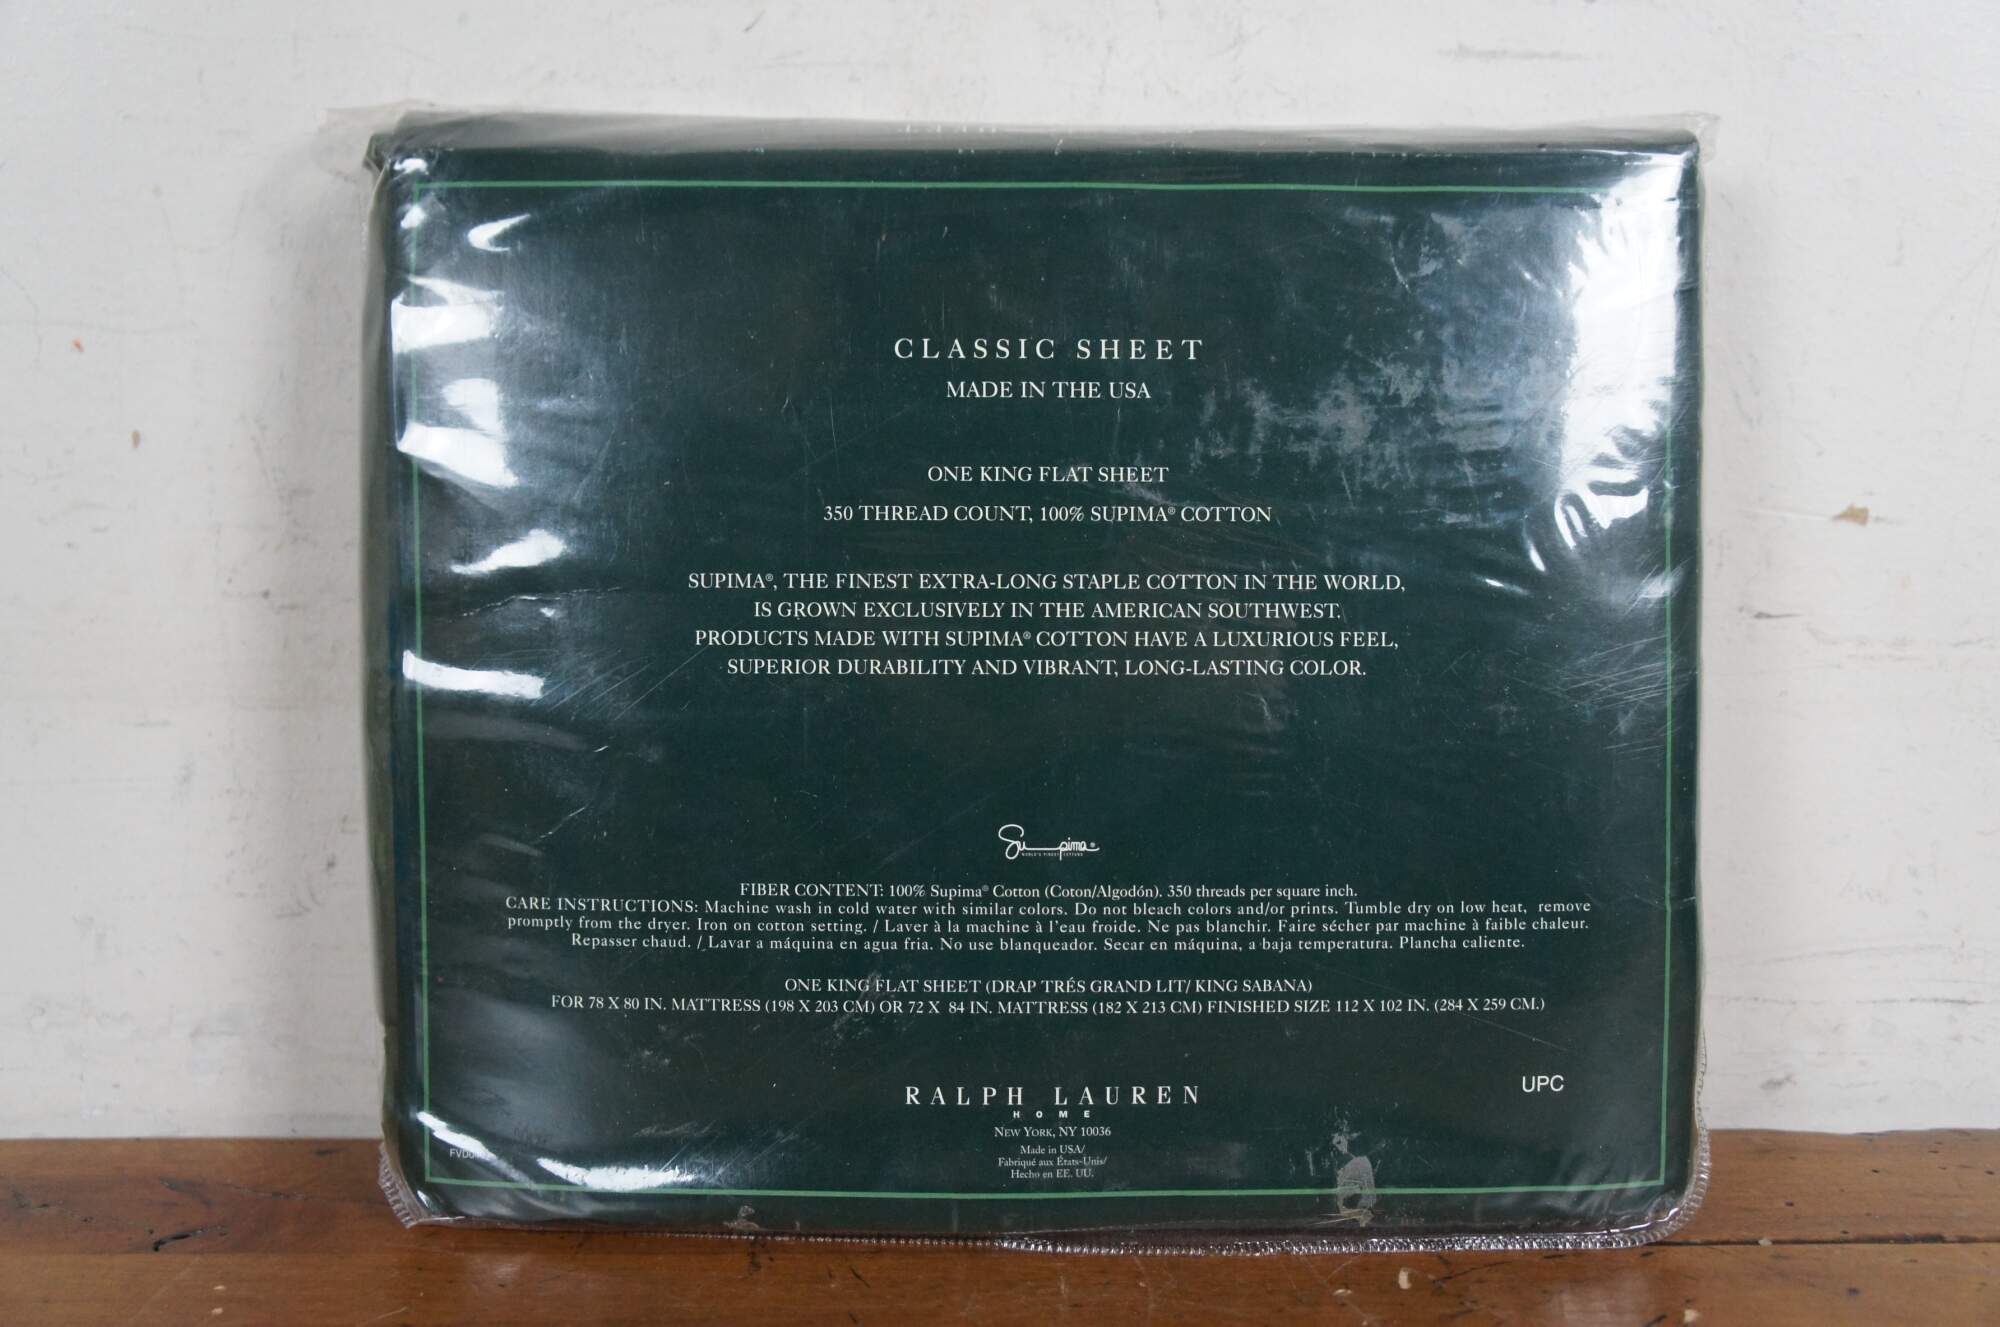 CLASSIC SHEET
MADE IN THE USA
ONE KING FLAT SHEET
350 THREAD COUNT, 100% SUPIMA® COTTON
SUPIMA®, THE FINEST EXTRA-LONG STAPLE COTTON IN THE WORLD,
IS GROWN EXCLUSIVELY IN THE AMERICAN SOUTHWEST.
PRODUCTS MADE WITH SUPIMA® COTTON HAVE A LUXURIOUS FEEL,
SUPERIOR DURABILITY AND VIBRANT, LONG-LASTING COLOR.
Supima®
WORLD'S FINEST COTTONS
FIBER CONTENT: 100% Supima® Cotton (Coton/Algodón). 350 threads per square inch.
CARE INSTRUCTIONS: Machine wash in cold water with similar colors. Do not bleach colors and/or prints. Tumble dry on low heat, remove
promptly from the dryer. Iron on cotton setting. / Laver à la machine à l'eau froide. Ne pas blanchir. Faire sécher par machine à faible chaleur.
Repasser chaud. / Lavar a máquina en agua fria. No use blanqueador. Secar en máquina, a baja temperatura. Plancha caliente.
ONE KING FLAT SHEET (DRAP TRÉS GRAND LIT/ KING SABANA)
FOR 78 X 80 IN. MATTRESS (198 X 203 CM) OR 72 X 84 IN. MATTRESS (182 X 213 CM) FINISHED SIZE 112 X 102 IN. (284 X 259 CM.)
UPC
RALPH LAUREN
HOME
NEW YORK, NY 10036
Made in USA/
Fabriqué aux États-Unis/
Hecho en EE. UU.